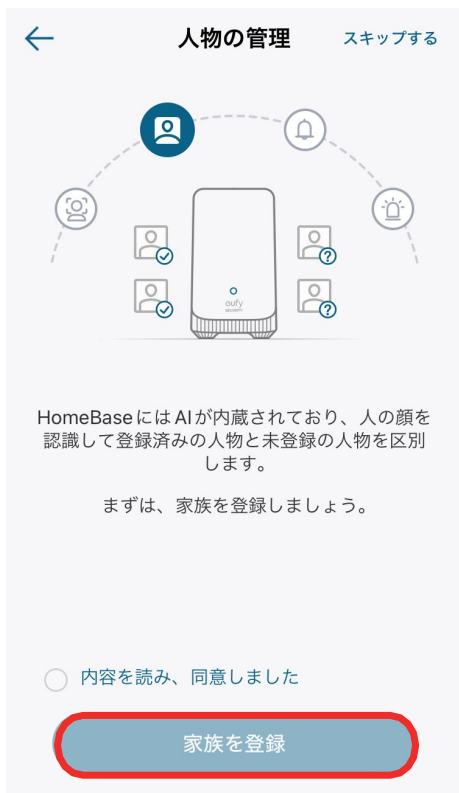 人物の管理
スキップする
eufy
SECURITY
HomeBaseにはAIが内蔵されており、人の顔を
認識して登録済みの人物と未登録の人物を区別
します。
まずは、家族を登録しましょう。
内容を読み、同意しました
家族を登録